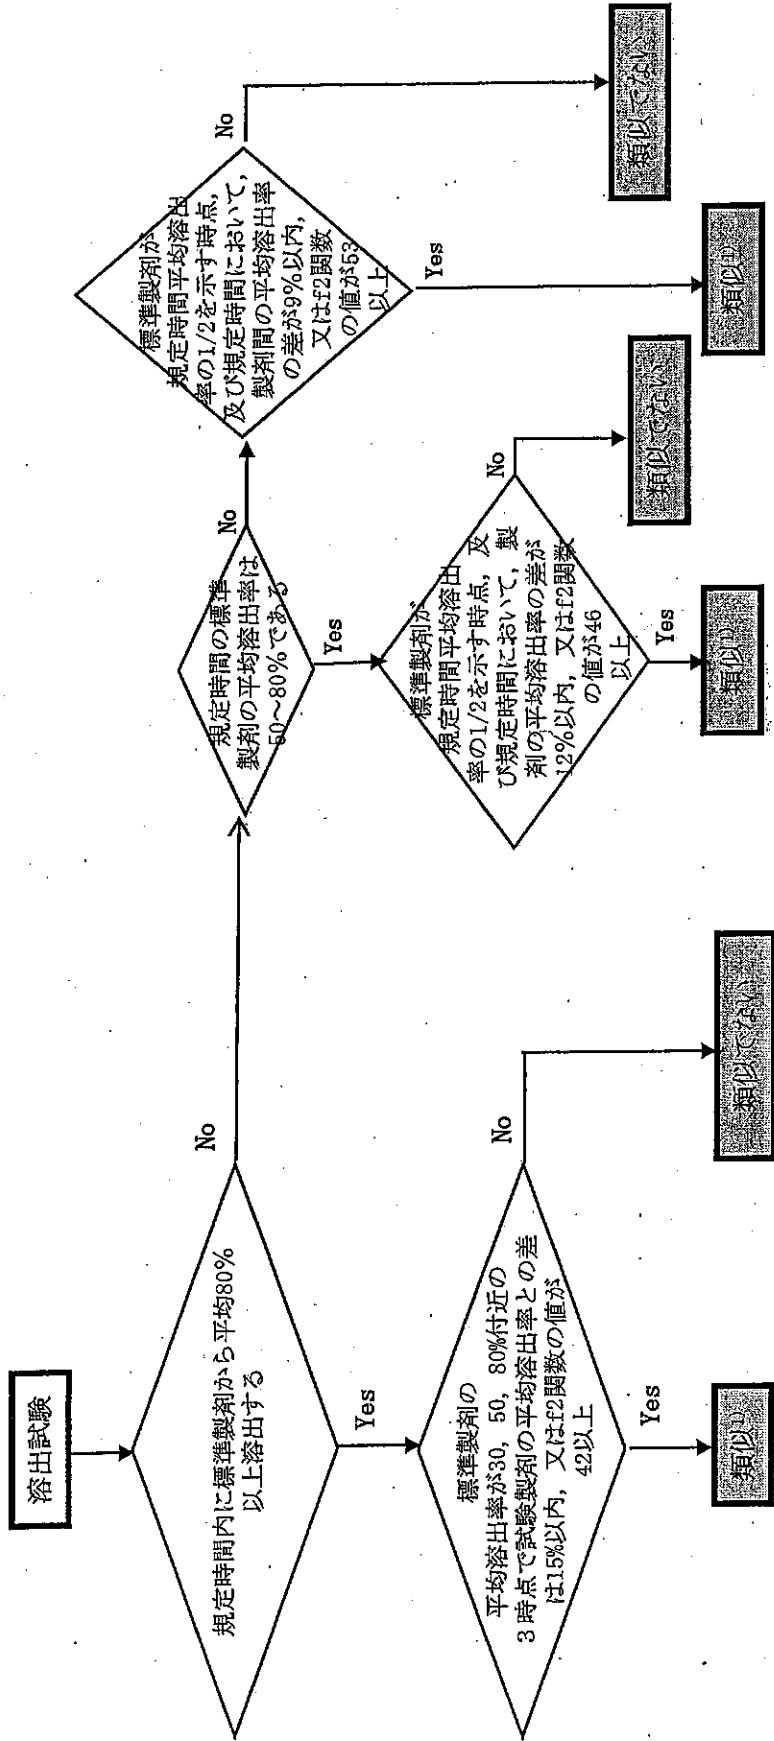 溶出試験
規定時間内に標準製剤から平均80%
以上溶出する
No
Yes
標準製剤の
平均溶出率が30, 50, 80%付近の
3時点で試験製剤の平均溶出率との差
は15%以内, 又はf2関数の値が
42以上
No
Yes
類似1)
類似でない
規定時間の標準
製剤の平均溶出率は
50~80%である
No
Yes
標準製剤が
規定時間平均溶出
率の1/2を示す時点, 及
び規定時間において, 製
剤の平均溶出率の差が
12%以内, 又はf2関数
の値が46
以上
No
Yes
類似1)
類似でない
標準製剤が
規定時間平均溶出
率の1/2を示す時点,
及び規定時間において,
製剤間の平均溶出率
の差が9%以内,
又はf2関数
の値が53
以上
No
Yes
類似1)
類似でない